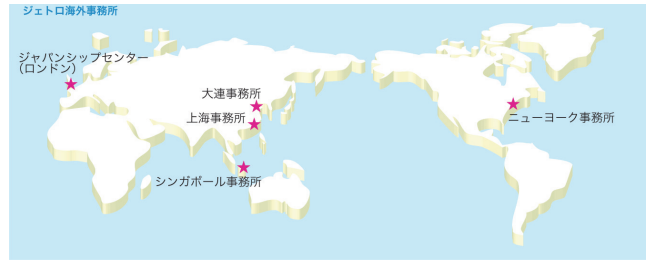 ジェトロ海外事務所
ジャパンシップセンター
(ロンドン)
大連事務所
上海事務所
ニューヨーク事務所
シンガポール事務所